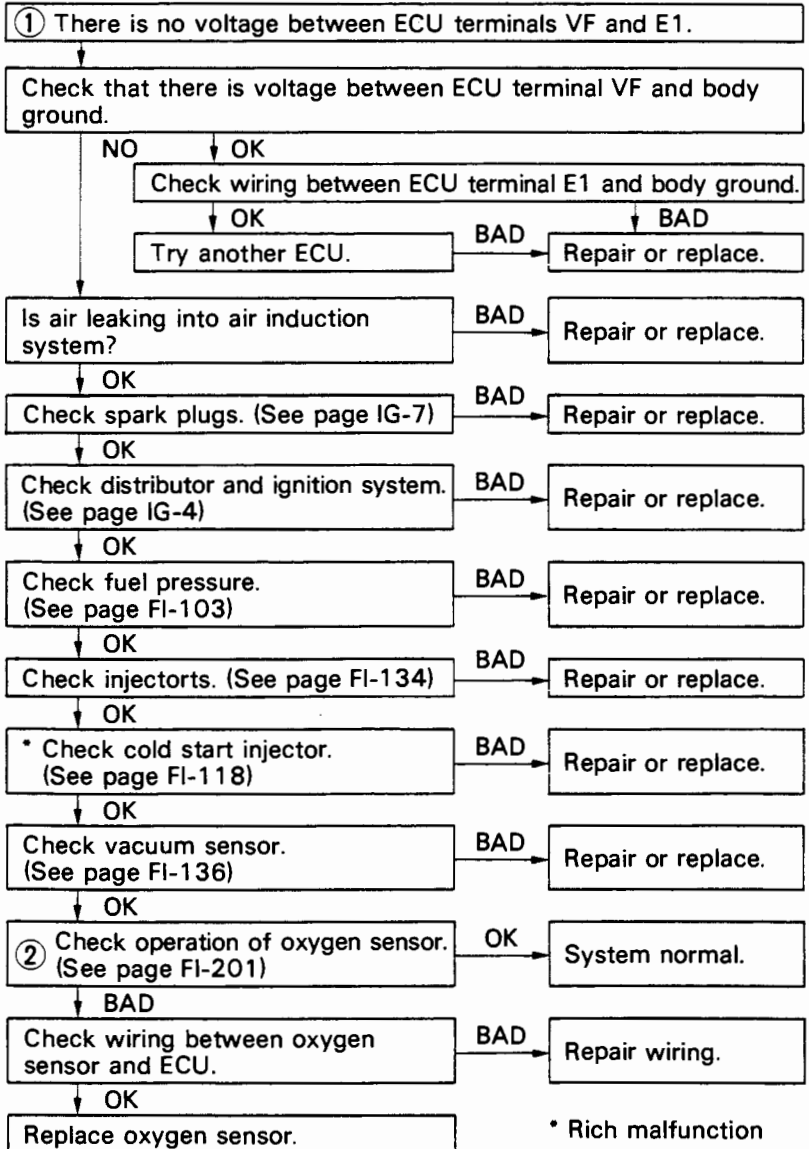 ① There is no voltage between ECU terminals VF and E1.
Check that there is voltage between ECU terminal VF and body
ground.
NO
OK
Check wiring between ECU terminal E1 and body ground.
OK
BAD
Try another ECU.
BAD
Repair or replace.
Is air leaking into air induction
system?
BAD
Repair or replace.
OK
Check spark plugs. (See page IG-7)
BAD
Repair or replace.
OK
Check distributor and ignition system.
(See page IG-4)
BAD
Repair or replace.
OK
Check fuel pressure.
(See page FI-103)
BAD
Repair or replace.
OK
Check injectorts. (See page FI-134)
BAD
Repair or replace.
OK
* Check cold start injector.
(See page FI-118)
BAD
Repair or replace.
OK
Check vacuum sensor.
(See page FI-136)
BAD
Repair or replace.
OK
② Check operation of oxygen sensor.
(See page FI-201)
OK
System normal.
BAD
Check wiring between oxygen
sensor and ECU.
BAD
Repair wiring.
OK
Replace oxygen sensor.
* Rich malfunction